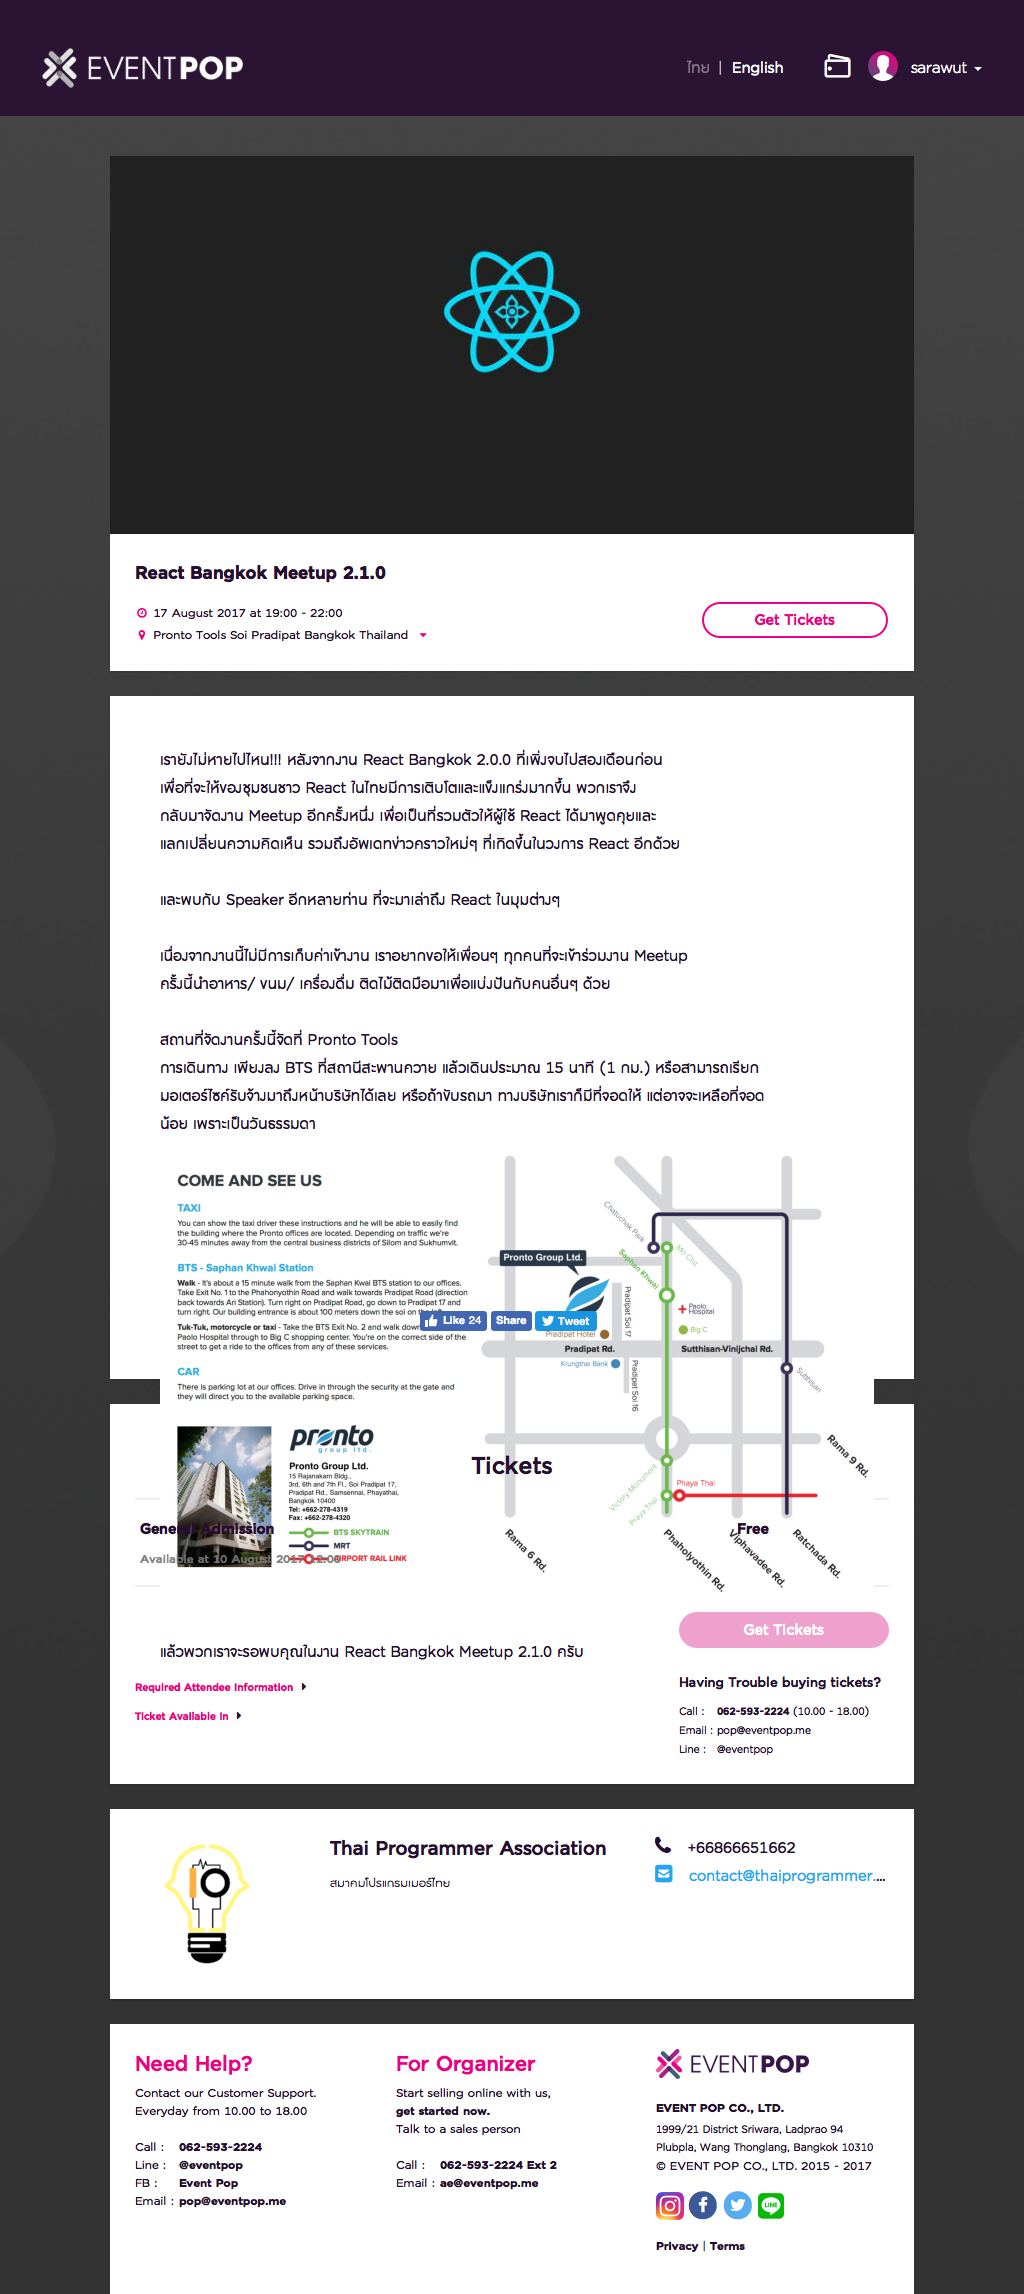 EVENTPOP
ไทย | English
sarawut
React Bangkok Meetup 2.1.0
17 August 2017 at 19:00 - 22:00
Pronto Tools Soi Pradipat Bangkok Thailand
Get Tickets
เรายังไม่หายไปไหน!!! หลังจากงาน React Bangkok 2.0.0 ที่เพิ่งจบไปสองเดือนก่อน
เพื่อที่จะให้ของชุมชนชาว React ในไทยมีการเติบโตและแข็งแกร่งมากขึ้น พวกเราจึง
กลับมาจัดงาน Meetup อีกครั้งหนึ่ง เพื่อเป็นที่รวมตัวให้ผู้ใช้ React ได้มาพูดคุยและ
แลกเปลี่ยนความคิดเห็น รวมถึงอัพเดทข่าวคราวใหม่ๆ ที่เกิดขึ้นในวงการ React อีกด้วย
และพบกับ Speaker อีกหลายท่าน ที่จะมาเล่าถึง React ในมุมต่างๆ
เนื่องจากงานนี้ไม่มีการเก็บค่าเข้างาน เราอยากขอให้เพื่อนๆ ทุกคนที่จะเข้าร่วมงาน Meetup
ครั้งนี้นำอาหาร/ ขนม/ เครื่องดื่ม ติดไม้ติดมือมาเพื่อแบ่งปันกับคนอื่นๆ ด้วย
สถานที่จัดงานครั้งนี้จัดที่ Pronto Tools
การเดินทาง เพียงลง BTS ที่สถานีสะพานควาย แล้วเดินประมาณ 15 นาที (1 กม.) หรือสามารถเรียก
มอเตอร์ไซค์รับจ้างมาถึงหน้าบริษัทได้เลย หรือถ้าขับรถมา ทางบริษัทเราก็มีที่จอดให้ แต่อาจจะเหลือที่จอด
น้อย เพราะเป็นวันธรรมดา
COME AND SEE US
TAXI
You can show the taxi driver these instructions and he will be able to easily find
the building where the Pronto offices are located. Depending on traffic we're
30-45 minutes away from the central business districts of Silom and Sukhumvit.
BTS - Saphan Khwai Station
Walk - It's about a 15 minute walk from the Saphan Kwai BTS station to our offices.
Take Exit No. 1 to the Phahonyothin Road and walk towards Pradipat Road (direction
back towards Ari Station). Turn right on Pradipat Road, go down to Pradipat 17 and
turn right. Our building entrance is about 100 meters down the soi on
Tuk-Tuk, motorcycle or taxi - Take the BTS Exit No. 2 and walk down
Paolo Hospital through to Big C shopping center. You're on the correct side of the
street to get a ride to the offices from any of these services.
CAR
There is parking lot at our offices. Drive in through the security at the gate and
they will direct you to the available parking space.
Like 24
Share
Tweet
Chatuchak Park
Mo Chit
Saphan Khwai
Pronto Group Ltd.
Paolo
Hospital
Big C
Pradipat Soi 17
Pradipat Hotel
Pradipat Rd.
Sutthisan-Vinijchai Rd.
Krungthai Bank
Pradipat Soi 16
Sutthisan
Rama 9 Rd.
Victory Monument
Phaya Thai
Praya Thai
Rama 6 Rd.
Phaholyothin Rd.
Viphavadee Rd.
Ratchada Rd.
pronto
group ltd.
Pronto Group Ltd.
15 Rajanakarn Bldg.,
3rd, 6th and 7th Fl., Soi Pradipat 17,
Pradipat Rd., Samsennai, Phayathai,
Bangkok 10400
Tel: +662-278-4319
Fax: +662-278-4320
BTS SKYTRAIN
MRT
AIRPORT RAIL LINK
Tickets
General Admission
Free
Available at 10 August 2017 12:00
Get Tickets
แล้วพวกเราจะรอพบคุณในงาน React Bangkok Meetup 2.1.0 ครับ
Required Attendee Information
Ticket Available In
Having Trouble buying tickets?
Call : 062-593-2224 (10.00 - 18.00)
Email : pop@eventpop.me
Line : @eventpop
Thai Programmer Association
สมาคมโปรแกรมเมอร์ไทย
+66866651662
contact@thaiprogrammer....
Need Help?
Contact our Customer Support.
Everyday from 10.00 to 18.00
Call : 062-593-2224
Line : @eventpop
FB : Event Pop
Email : pop@eventpop.me
For Organizer
Start selling online with us,
get started now.
Talk to a sales person
Call : 062-593-2224 Ext 2
Email : ae@eventpop.me
EVENTPOP
EVENT POP CO., LTD.
1999/21 District Sriwara, Ladprao 94
Plubpla, Wang Thonglang, Bangkok 10310
© EVENT POP CO., LTD. 2015 - 2017
LINE
Privacy | Terms